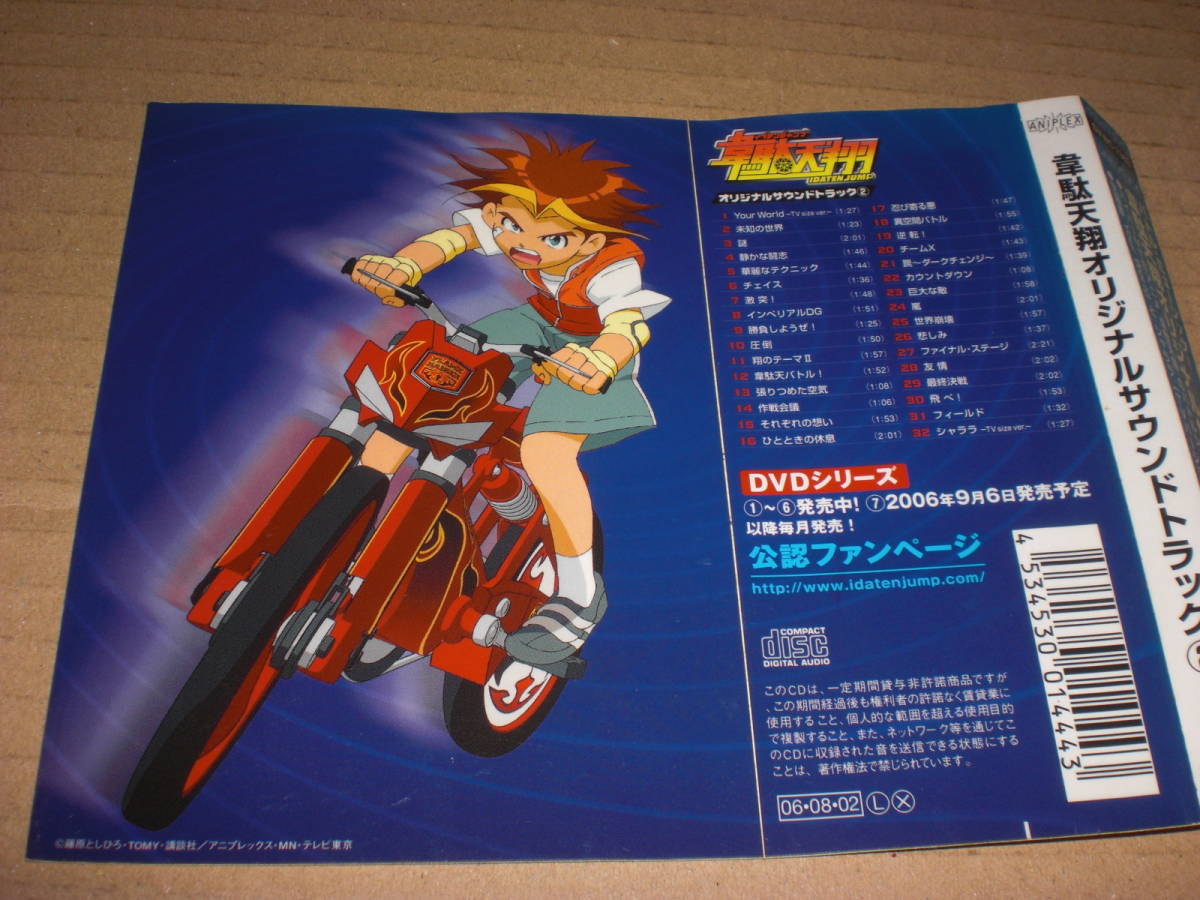 イダテンジャンプ
韋駄天翔
IDATEN JUMP
オリジナルサウンドトラック②
1 Your World –TV size ver.– (1:27)
2 未知の世界 (1:23)
3 謎 (2:01)
4 静かな闘志 (1:46)
5 華麗なテクニック (1:44)
6 チェイス (1:36)
7 激突! (1:48)
8 インペリアルDG (1:51)
9 勝負しようぜ! (1:25)
10 圧倒 (1:50)
11 翔のテーマⅡ (1:57)
12 韋駄天バトル! (1:52)
13 張りつめた空気 (1:08)
14 作戦会議 (1:06)
15 それぞれの想い (1:53)
16 ひとときの休息 (2:01)
17 忍び寄る悪 (1:47)
18 異空間バトル (1:55)
19 逆転! (1:42)
20 チームX (1:43)
21 罠〜ダークチェンジ〜 (1:39)
22 カウントダウン (1:08)
23 巨大な敵 (1:58)
24 嵐 (2:01)
25 世界崩壊 (1:57)
26 悲しみ (1:37)
27 ファイナル・ステージ (2:21)
28 友情 (2:02)
29 最終決戦 (2:02)
30 飛べ! (1:53)
31 フィールド (1:32)
32 シャララ –TV size ver.– (1:27)
DVDシリーズ
①〜⑥発売中! ⑦2006年9月6日発売予定
以降毎月発売!
公認ファンページ
http://www.idatenjump.com/
COMPACT
disc
DIGITAL AUDIO
このCDは、一定期間貸与非許諾商品ですが
、この期間経過後も権利者の許諾なく賃貸業に
使用すること、個人的な範囲を超える使用目的
で複製すること、また、ネットワーク等を通じてこ
のCDに収録された音を送信できる状態にする
ことは、著作権法で禁じられています。
06・08・02 Ⓛ Ⓧ
4 534530 014443
ANIPLEX
韋駄天翔オリジナルサウンドトラック②
©藤原としひろ・TOMY・講談社/アニプレックス・MN・テレビ東京